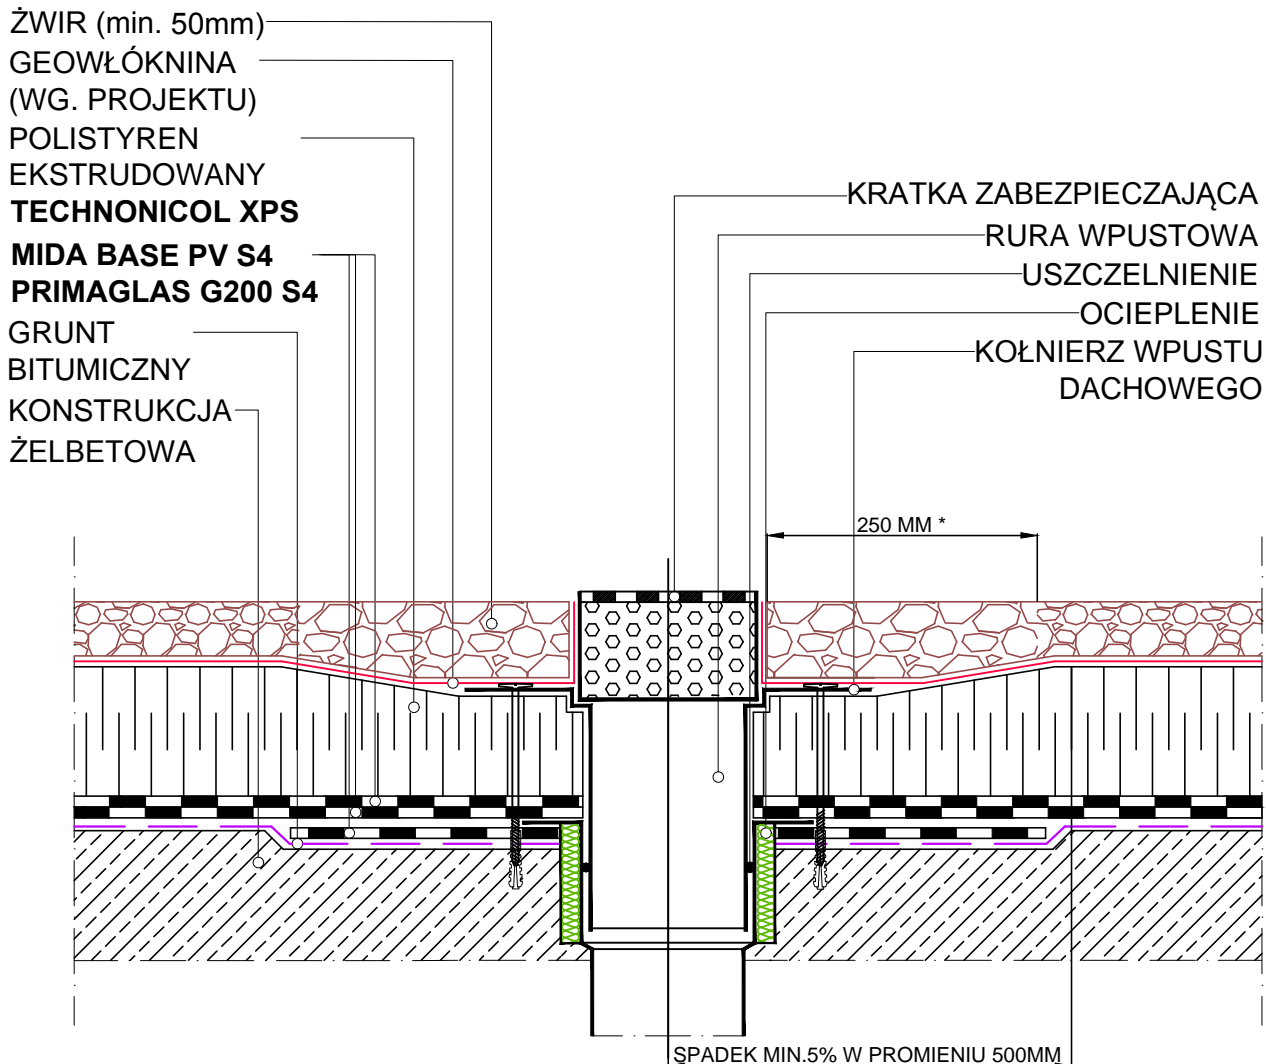 ŻWIR (min. 50mm)
GEOWŁÓKNINA
(WG. PROJEKTU)
POLISTYREN
EKSTRUDOWANY
TECHNONICOL XPS
MIDA BASE PV S4
PRIMAGLAS G200 S4
GRUNT
BITUMICZNY
KONSTRUKCJA
ŻELBETOWA
KRATKA ZABEZPIECZAJĄCA
RURA WPUSTOWA
USZCZELNIENIE
OCIEPLENIE
KOŁNIERZ WPUSTU
DACHOWEGO
250 MM *
SPADEK MIN.5% W PROMIENIU 500MM